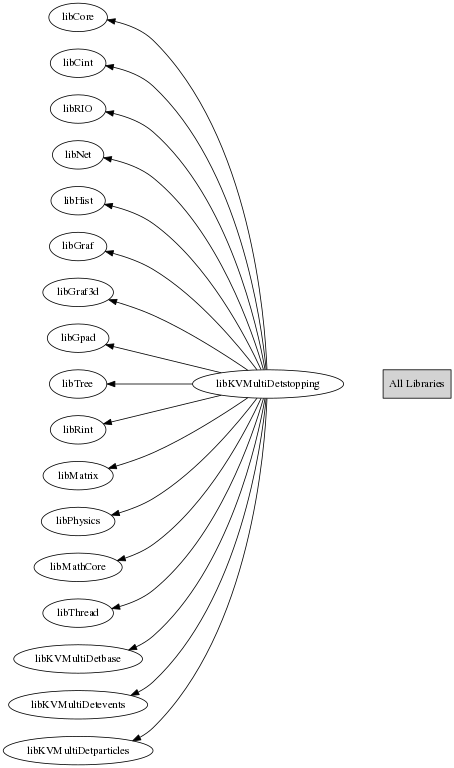 libCore
libCint
libRIO
libNet
libHist
libGraf
libGraf3d
libGpad
libTree
libKVMultiDetstopping
All Libraries
libRint
libMatrix
libPhysics
libMathCore
libThread
libKVMultiDetbase
libKVMultiDetevents
libKVMultiDetparticles